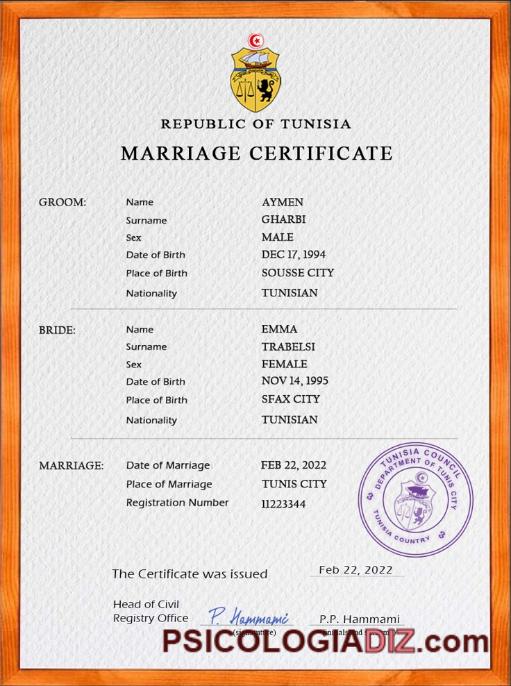 REPUBLIC OF TUNISIA
MARRIAGE CERTIFICATE
GROOM: Name AYMEN
Surname GHARBI
Sex MALE
Date of Birth DEC 17, 1994
Place of Birth SOUSSE CITY
Nationality TUNISIAN
BRIDE: Name EMMA
Surname TRABELSI
Sex FEMALE
Date of Birth NOV 14, 1995
Place of Birth SFAX CITY
Nationality TUNISIAN
MARRIAGE: Date of Marriage FEB 22, 2022
Place of Marriage TUNIS CITY
Registration Number 11223344
TUNISIA COUNCIL
DEPARTMENT OF TUNIS CITY
TUNISIA COUNTRY
The Certificate was issued Feb 22, 2022
Head of Civil
Registry Office P. Hammami P.P. Hammami
PSICOLOGIADIZ.com